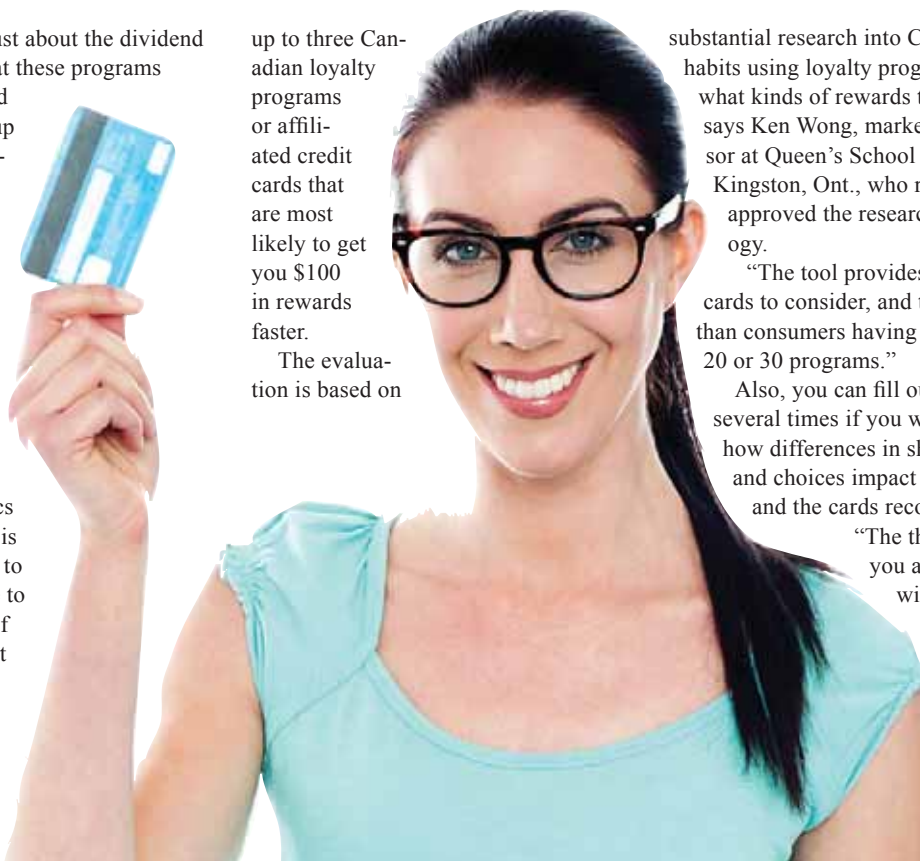 ust about the dividend
at these programs
d
up
-
cs
is
to
to
f
t
up to three Can-
adian loyalty
programs
or affili-
ated credit
cards that
are most
likely to get
you $100
in rewards
faster.
The evalua-
tion is based on
substantial research into C
habits using loyalty prog
what kinds of rewards t
says Ken Wong, marke
sor at Queen’s School
Kingston, Ont., who r
approved the researc
ogy.
“The tool provides
cards to consider, and t
than consumers having
20 or 30 programs.”
Also, you can fill ou
several times if you w
how differences in sh
and choices impact
and the cards reco
“The th
you a
wi